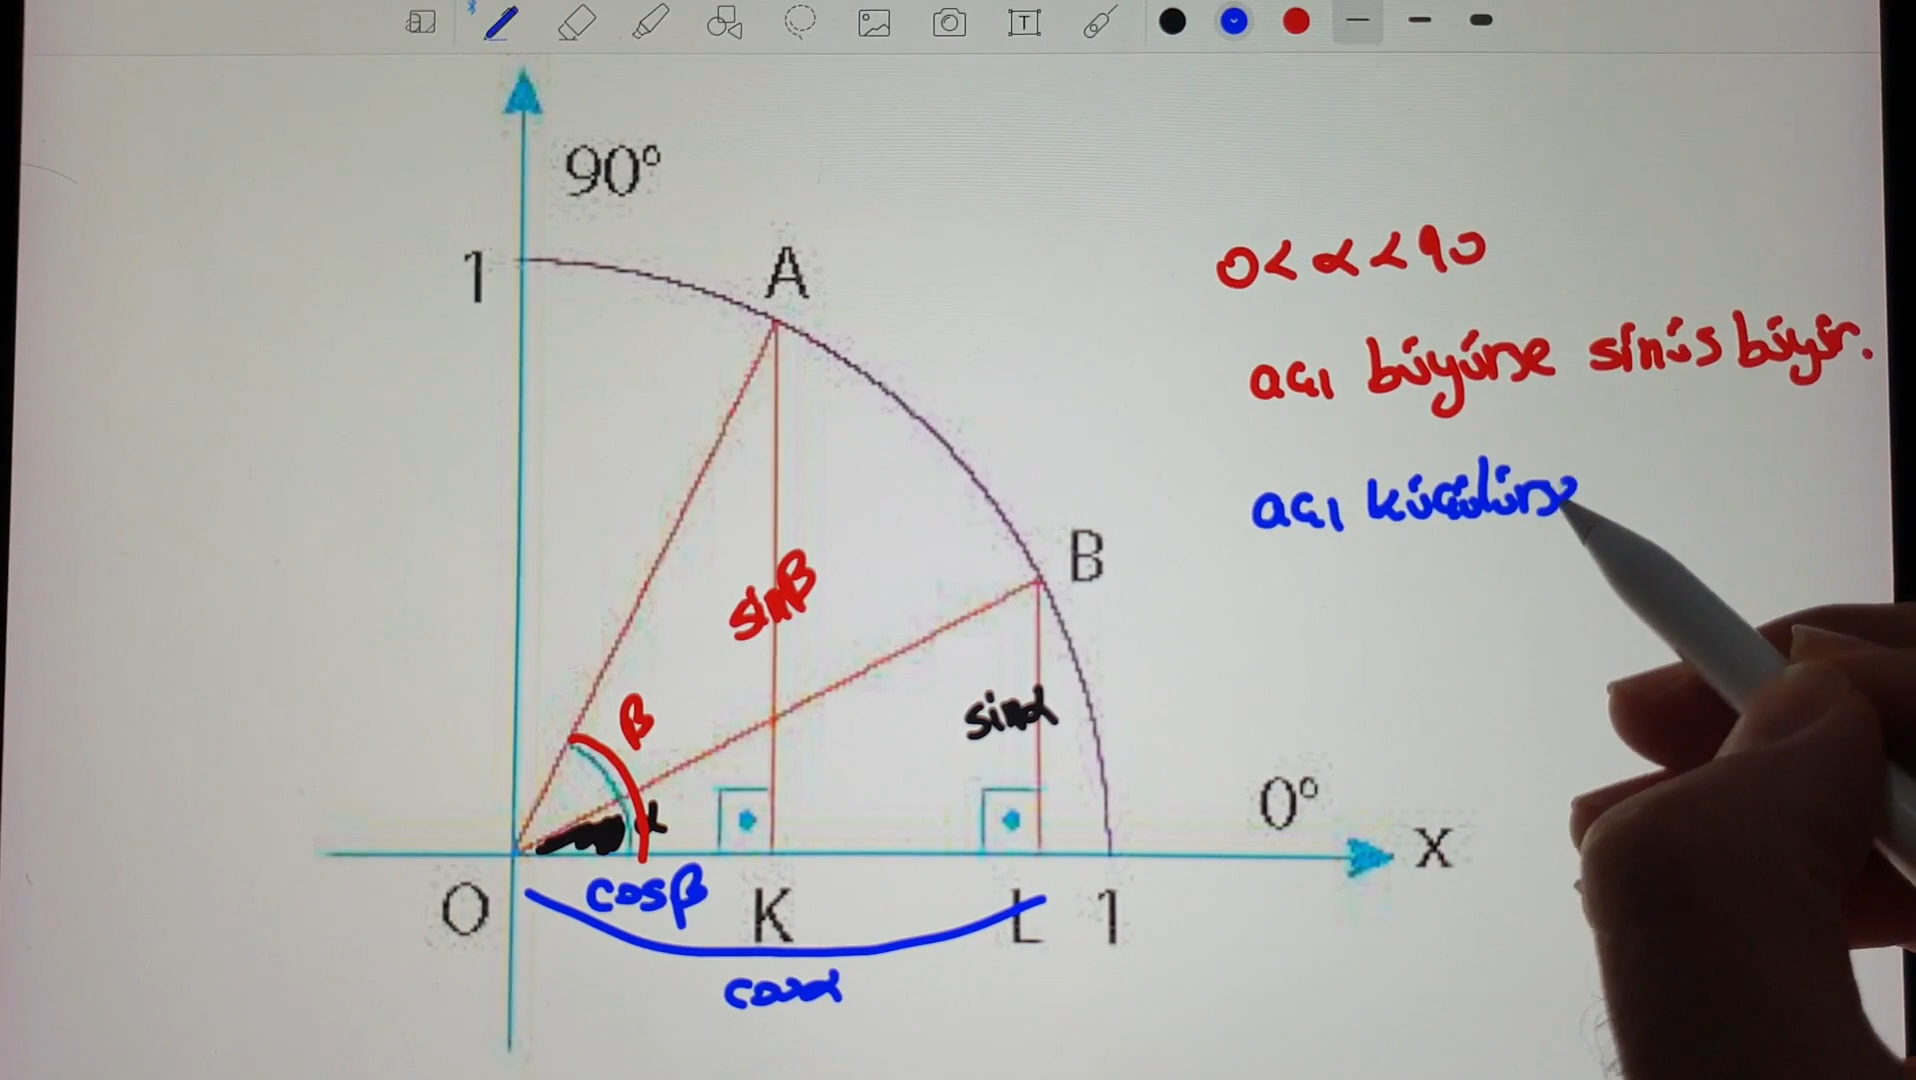 T
90°
1
A
0<α<90
açı büyürse sinüs büyür.
açı küçülürse
B
sinβ
β
sinα
α
0°
x
O
cosβ
K
L
1
cosα